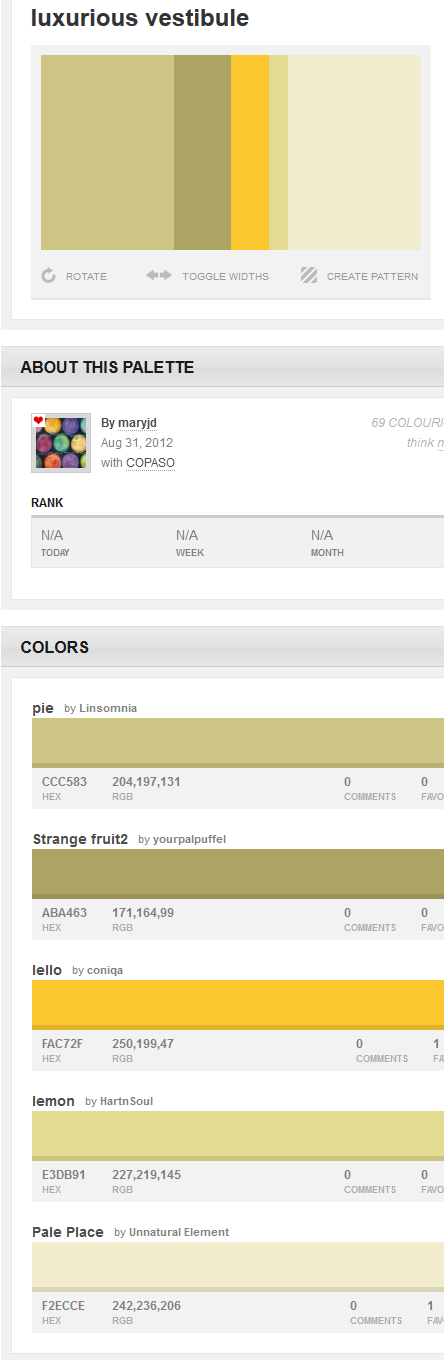 luxurious vestibule
ROTATE TOGGLE WIDTHS CREATE PATTERN
ABOUT THIS PALETTE
By maryjd 69 COLOURI
Aug 31, 2012 think
with COPASO
RANK
N/A N/A N/A
TODAY WEEK MONTH
COLORS
pie by Linsomnia
CCC583 204,197,131 0 0
HEX RGB COMMENTS FAVO
Strange fruit2 by yourpalpuffel
ABA463 171,164,99 0 0
HEX RGB COMMENTS FAVO
lello by coniqa
FAC72F 250,199,47 0 1
HEX RGB COMMENTS FA
lemon by HartnSoul
E3DB91 227,219,145 0 0
HEX RGB COMMENTS FAVO
Pale Place by Unnatural Element
F2ECCE 242,236,206 0 1
HEX RGB COMMENTS FAV